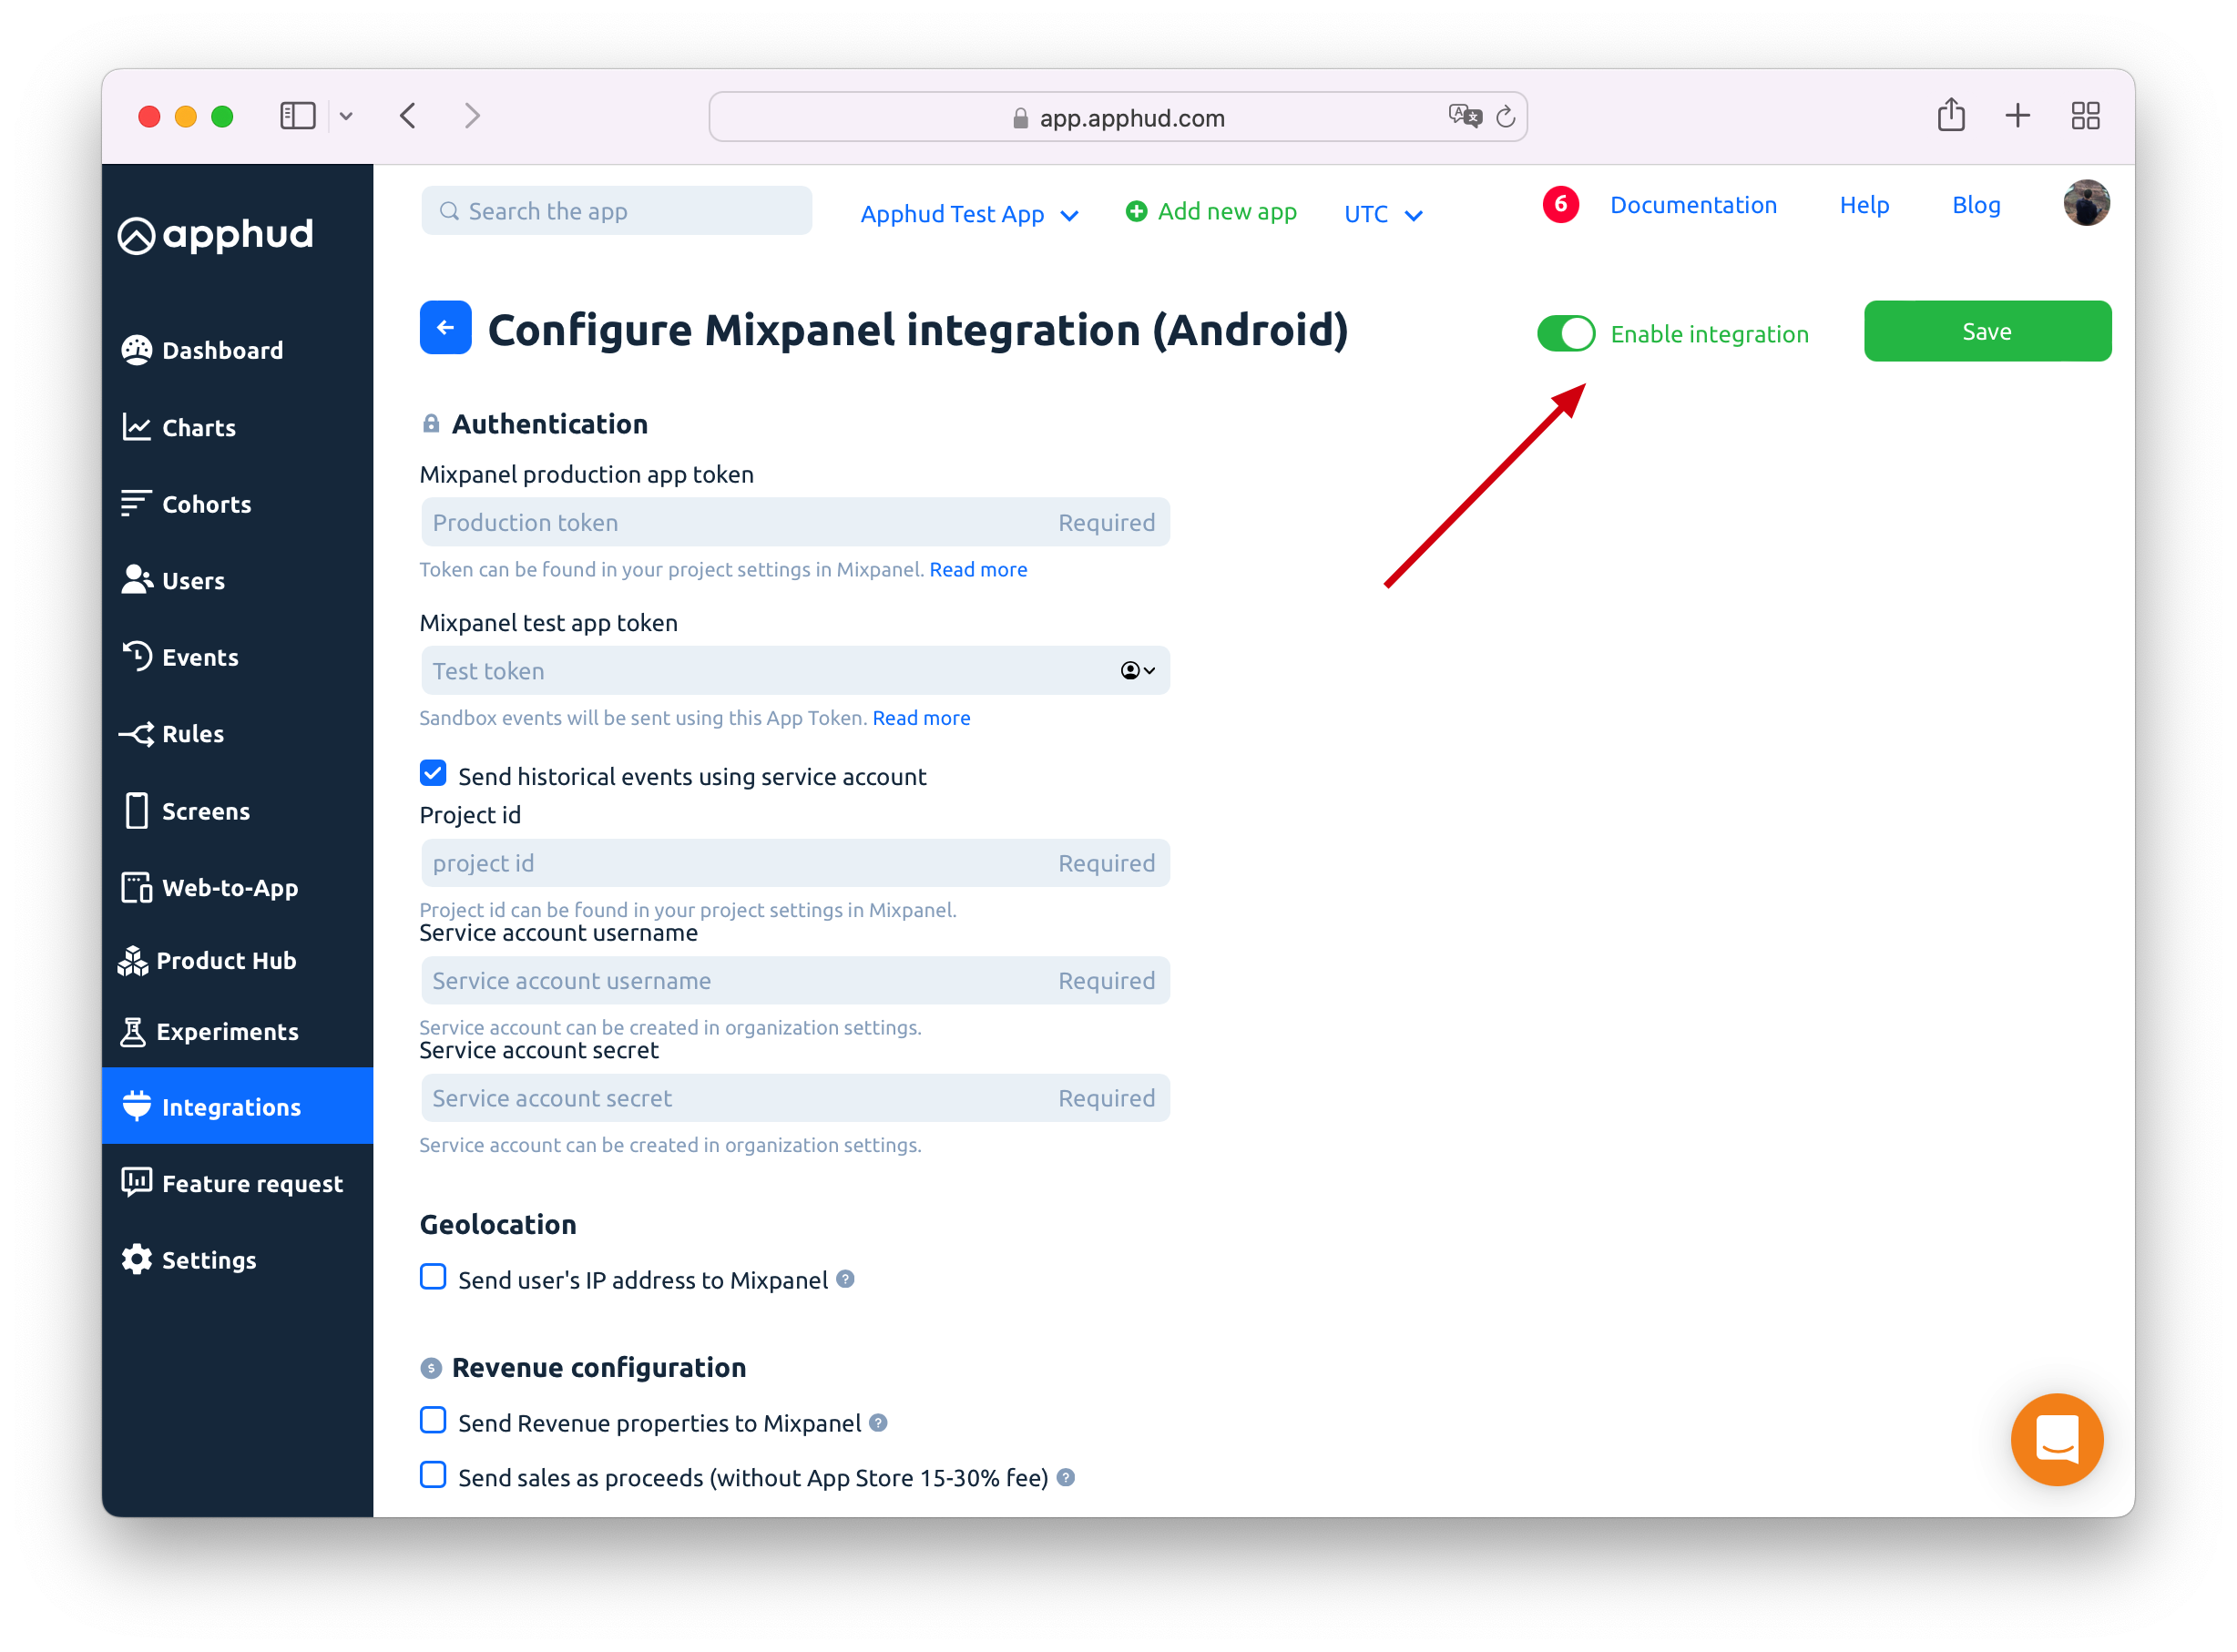 app.apphud.com
apphud
Search the app
Apphud Test App
Add new app
UTC
6
Documentation
Help
Blog
Configure Mixpanel integration (Android)
Enable integration
Save
Dashboard
Charts
Cohorts
Users
Events
Rules
Screens
Web-to-App
Product Hub
Experiments
Integrations
Feature request
Settings
Authentication
Mixpanel production app token
Production token Required
Token can be found in your project settings in Mixpanel. Read more
Mixpanel test app token
Test token
Sandbox events will be sent using this App Token. Read more
Send historical events using service account
Project id
project id Required
Project id can be found in your project settings in Mixpanel.
Service account username
Service account username Required
Service account can be created in organization settings.
Service account secret
Service account secret Required
Service account can be created in organization settings.
Geolocation
Send user's IP address to Mixpanel ?
$ Revenue configuration
Send Revenue properties to Mixpanel ?
Send sales as proceeds (without App Store 15-30% fee) ?